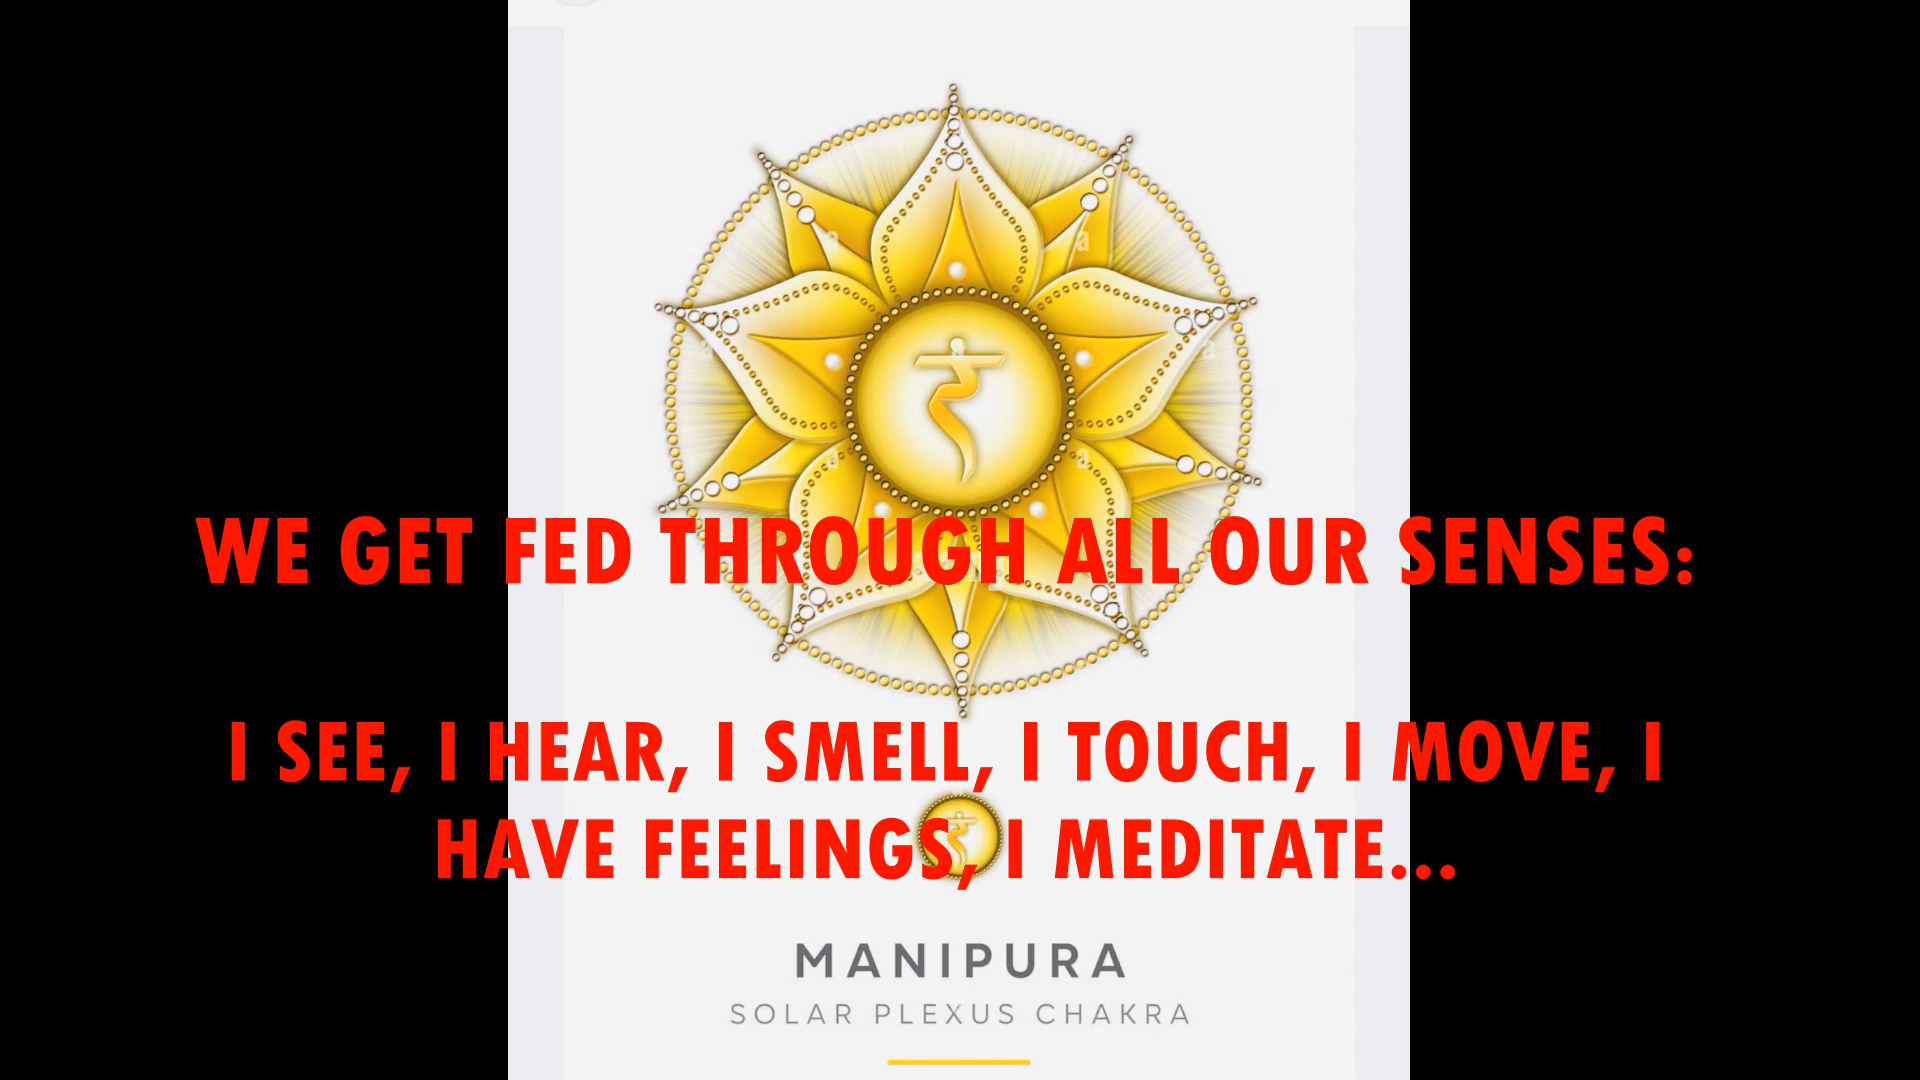 रं
WE GET FED THROUGH ALL OUR SENSES:
I SEE, I HEAR, I SMELL, I TOUCH, I MOVE, I
HAVE FEELINGS, I MEDITATE...
MANIPURA
SOLAR PLEXUS CHAKRA